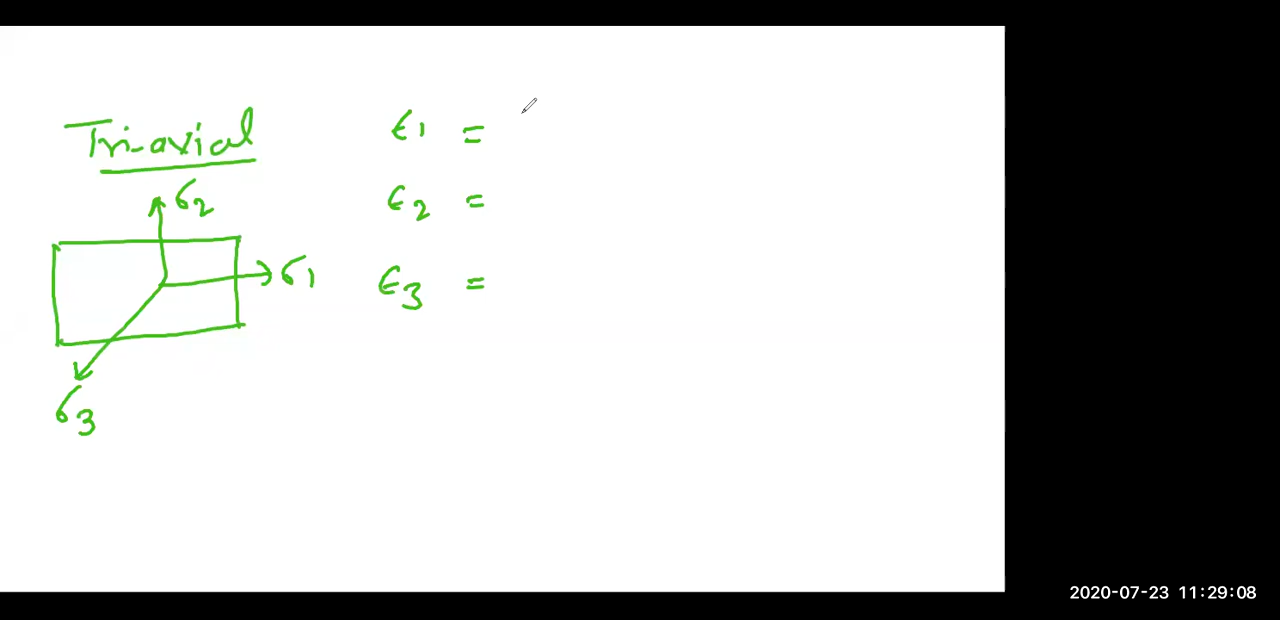 Tri-axial
σ2
σ1
σ3
ϵ1 =
ϵ2 =
ϵ3 =
2020-07-23 11:29:08